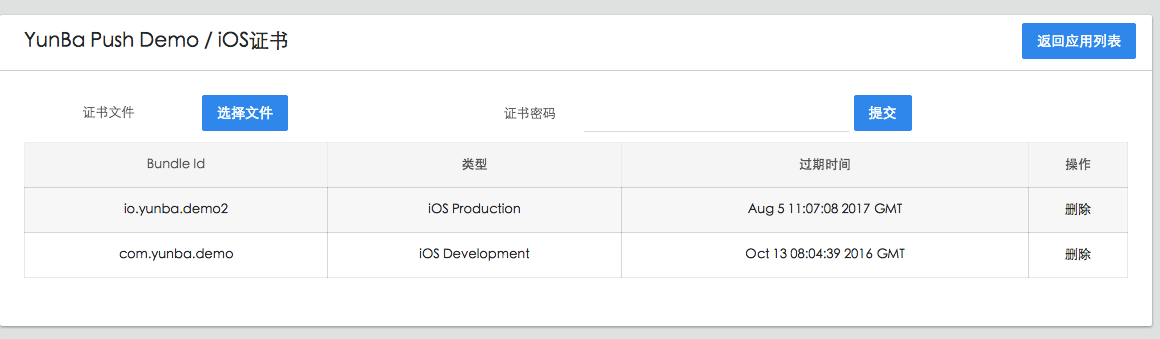 YunBa Push Demo / iOS证书 返回应用列表
证书文件 选择文件 证书密码 提交
Bundle Id 类型 过期时间 操作
io.yunba.demo2 iOS Production Aug 5 11:07:08 2017 GMT 删除
com.yunba.demo iOS Development Oct 13 08:04:39 2016 GMT 删除